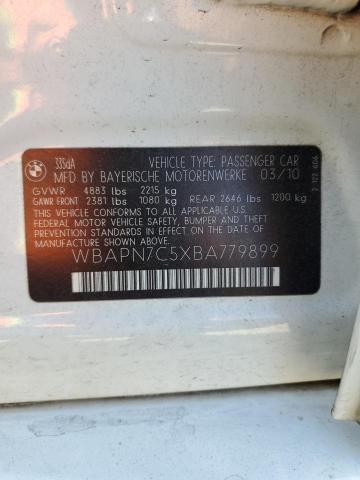 BMW
335dA
VEHICLE TYPE: PASSENGER CAR
MFD BY BAYERISCHE MOTORENWERKE 03/10
GVWR 4883 lbs 2215 kg
GAWR FRONT 2381 lbs 1080 kg REAR 2646 lbs 1200 kg
THIS VEHICLE CONFORMS TO ALL APPLICABLE U.S.
FEDERAL MOTOR VEHICLE SAFETY, BUMPER, AND THEFT
PREVENTION STANDARDS IN EFFECT ON THE DATE OF
MANUFACTURE SHOWN ABOVE.
WBAPN7C5XBA779899